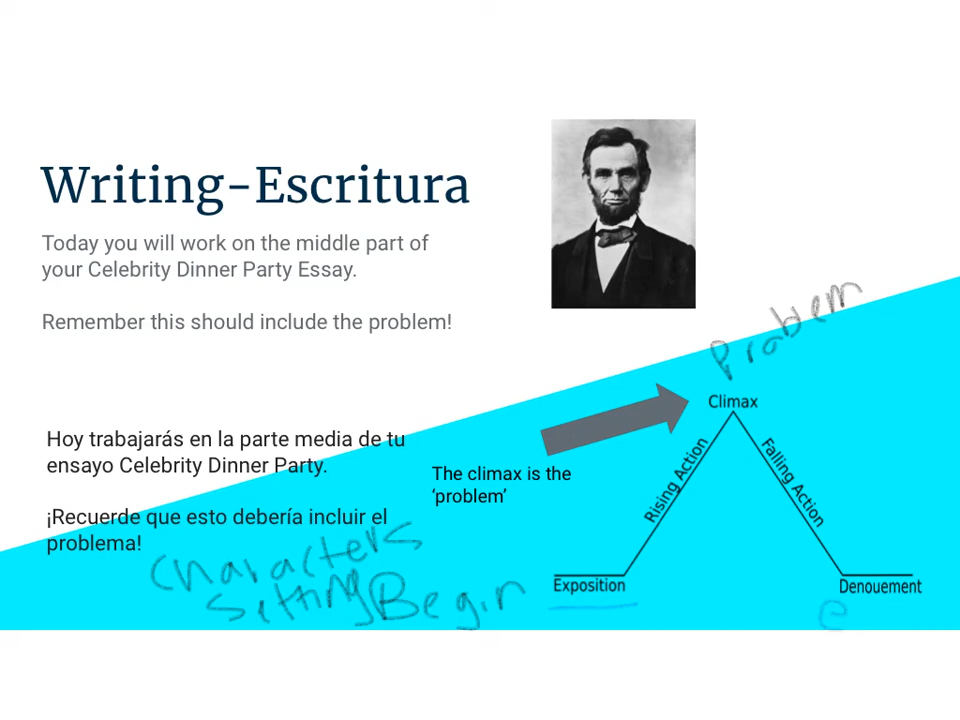 Writing-Escritura
Today you will work on the middle part of
your Celebrity Dinner Party Essay.
Remember this should include the problem!
Problem
Climax
Hoy trabajarás en la parte media de tu
ensayo Celebrity Dinner Party.
The climax is the
‘problem’
Rising Action
Falling Action
¡Recuerde que esto debería incluir el
problema!
Characters
Setting Begin
Exposition
Denouement
e